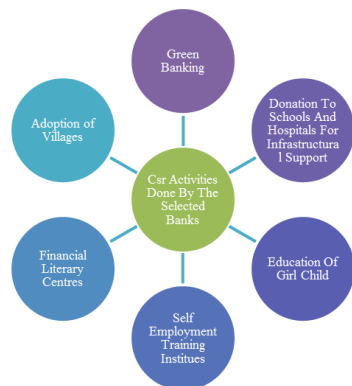 Green
Banking
Donation To
Schools And
Hospitals For
Infrastructura
l Support
Education Of
Girl Child
Self
Employment
Training
Institues
Financial
Literary
Centres
Adoption of
Villages
Csr Activities
Done By The
Selected
Banks